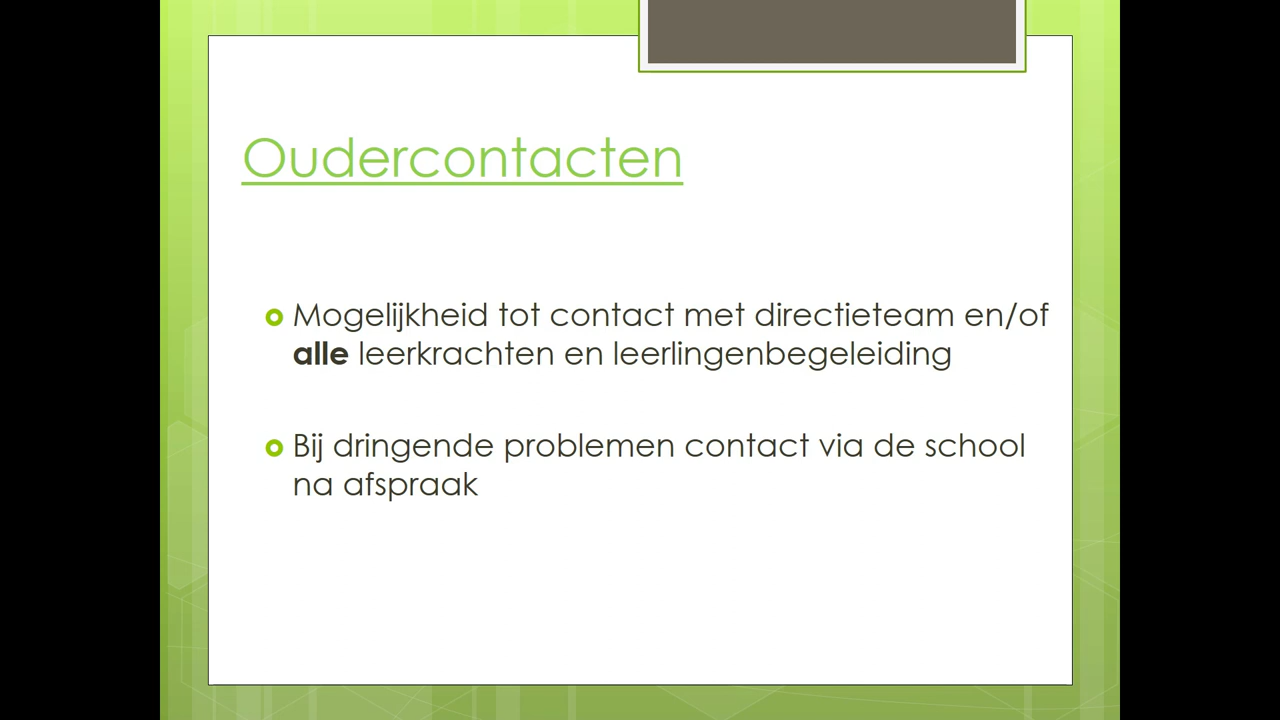 Oudercontacten
Mogelijkheid tot contact met directieteam en/of
alle leerkrachten en leerlingenbegeleiding
Bij dringende problemen contact via de school
na afspraak